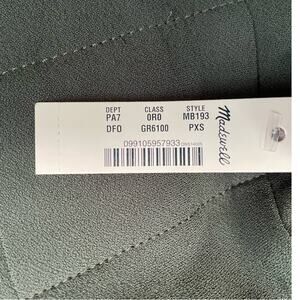 DEPT CLASS STYLE
PA7 0R0 MB193
DFO GR6100 PXS
099105957933
Madewell